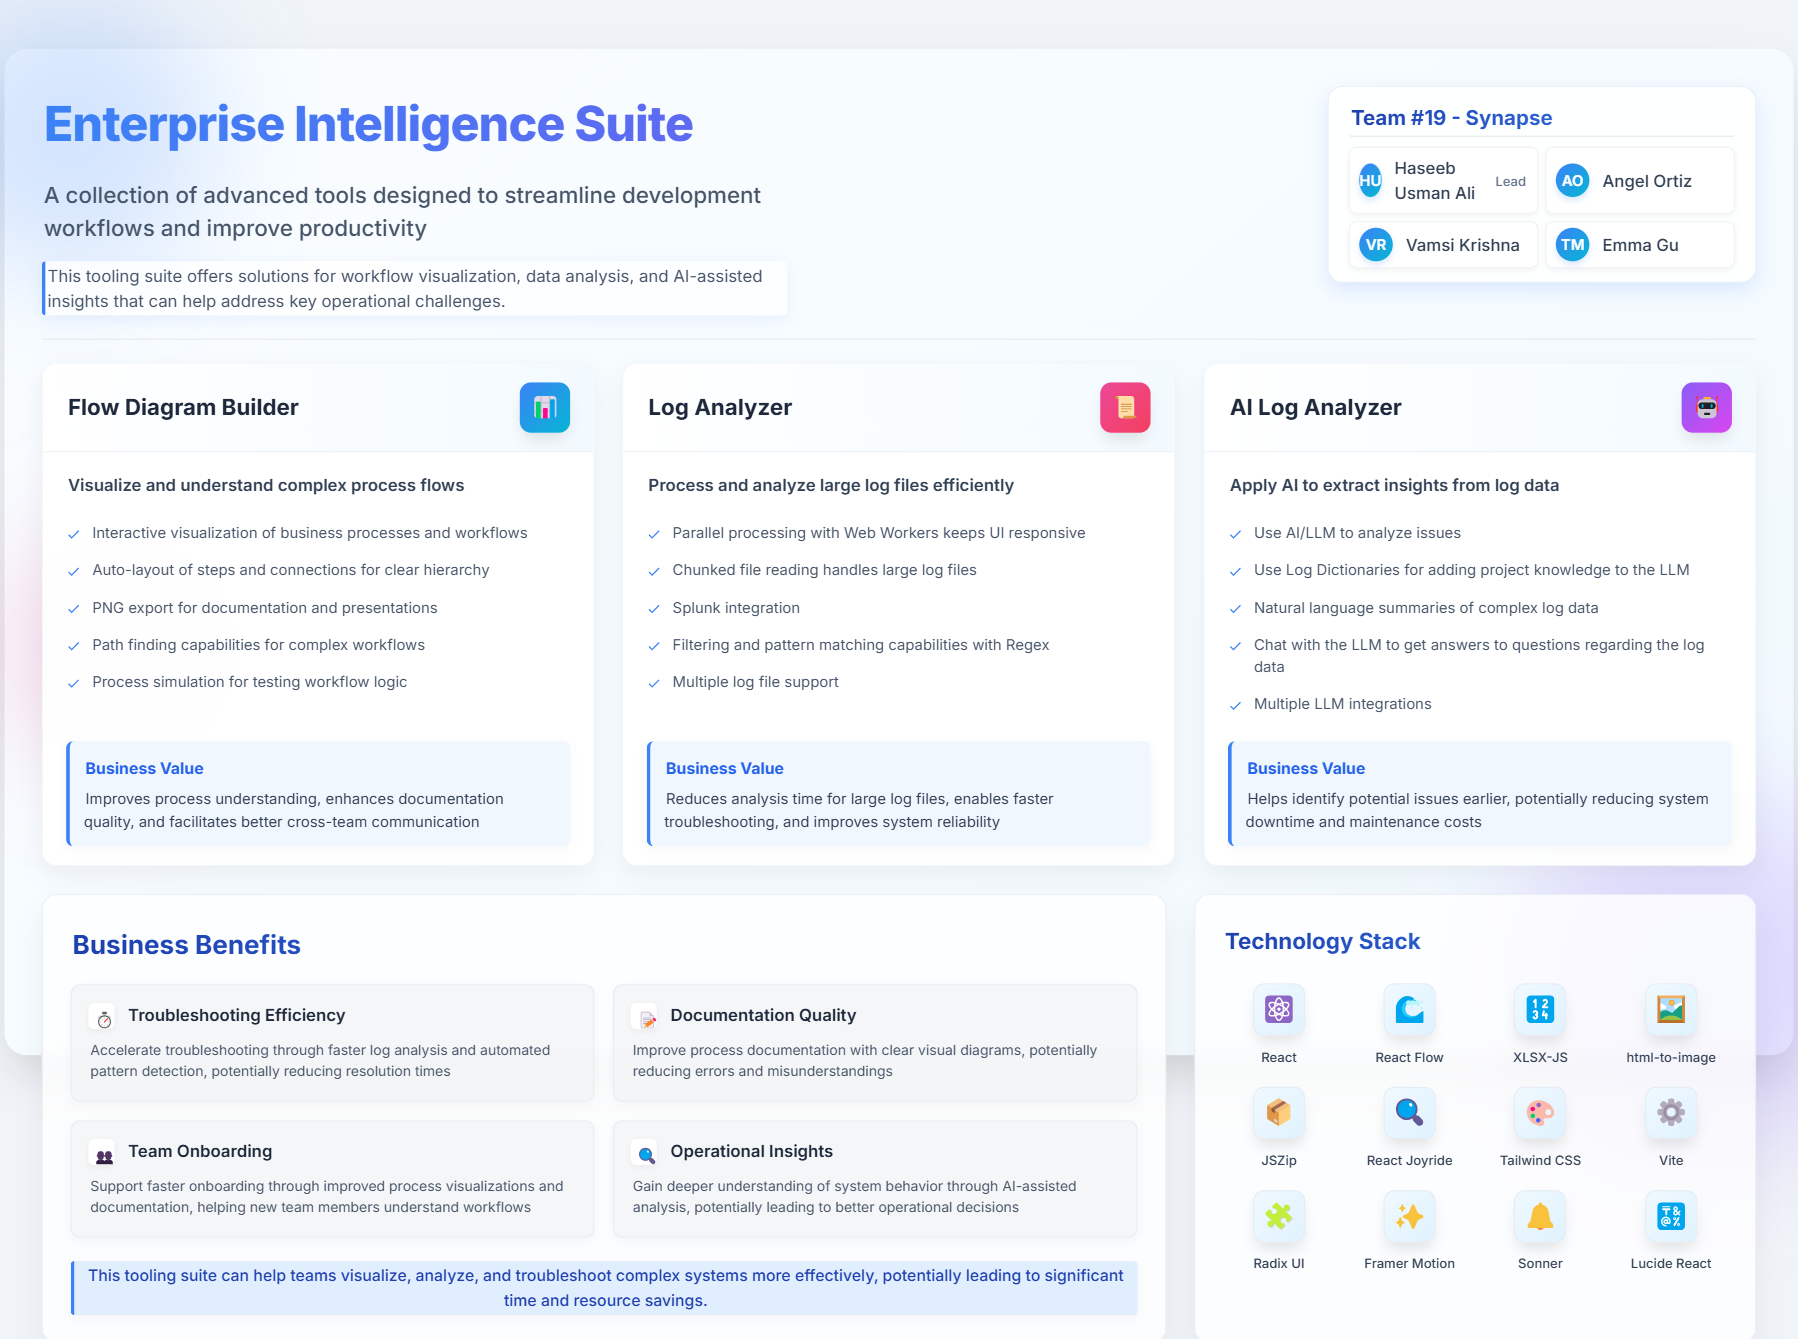 Enterprise Intelligence Suite
A collection of advanced tools designed to streamline development
workflows and improve productivity
This tooling suite offers solutions for workflow visualization, data analysis, and AI-assisted
insights that can help address key operational challenges.
Team #19 - Synapse
HU
Haseeb
Usman Ali
Lead
AO
Angel Ortiz
VR
Vamsi Krishna
TM
Emma Gu
Flow Diagram Builder
Visualize and understand complex process flows
Interactive visualization of business processes and workflows
Auto-layout of steps and connections for clear hierarchy
PNG export for documentation and presentations
Path finding capabilities for complex workflows
Process simulation for testing workflow logic
Business Value
Improves process understanding, enhances documentation
quality, and facilitates better cross-team communication
Log Analyzer
Process and analyze large log files efficiently
Parallel processing with Web Workers keeps UI responsive
Chunked file reading handles large log files
Splunk integration
Filtering and pattern matching capabilities with Regex
Multiple log file support
Business Value
Reduces analysis time for large log files, enables faster
troubleshooting, and improves system reliability
AI Log Analyzer
Apply AI to extract insights from log data
Use AI/LLM to analyze issues
Use Log Dictionaries for adding project knowledge to the LLM
Natural language summaries of complex log data
Chat with the LLM to get answers to questions regarding the log
data
Multiple LLM integrations
Business Value
Helps identify potential issues earlier, potentially reducing system
downtime and maintenance costs
Business Benefits
Troubleshooting Efficiency
Accelerate troubleshooting through faster log analysis and automated
pattern detection, potentially reducing resolution times
Documentation Quality
Improve process documentation with clear visual diagrams, potentially
reducing errors and misunderstandings
Team Onboarding
Support faster onboarding through improved process visualizations and
documentation, helping new team members understand workflows
Operational Insights
Gain deeper understanding of system behavior through AI-assisted
analysis, potentially leading to better operational decisions
This tooling suite can help teams visualize, analyze, and troubleshoot complex systems more effectively, potentially leading to significant
time and resource savings.
Technology Stack
React
React Flow
1 2
3 4
XLSX-JS
html-to-image
JSZip
React Joyride
Tailwind CSS
Vite
Radix UI
Framer Motion
Sonner
〒&
@%
Lucide React